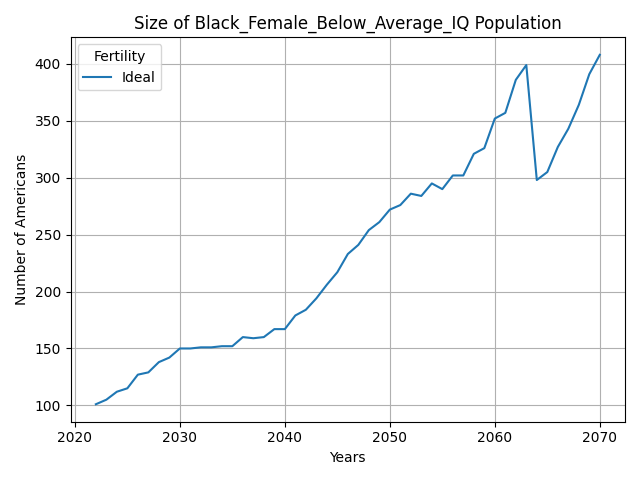 Size of Black_Female_Below_Average_IQ Population
Fertility
Ideal
Number of Americans
400
350
300
250
200
150
100
2020 2030 2040 2050 2060 2070
Years